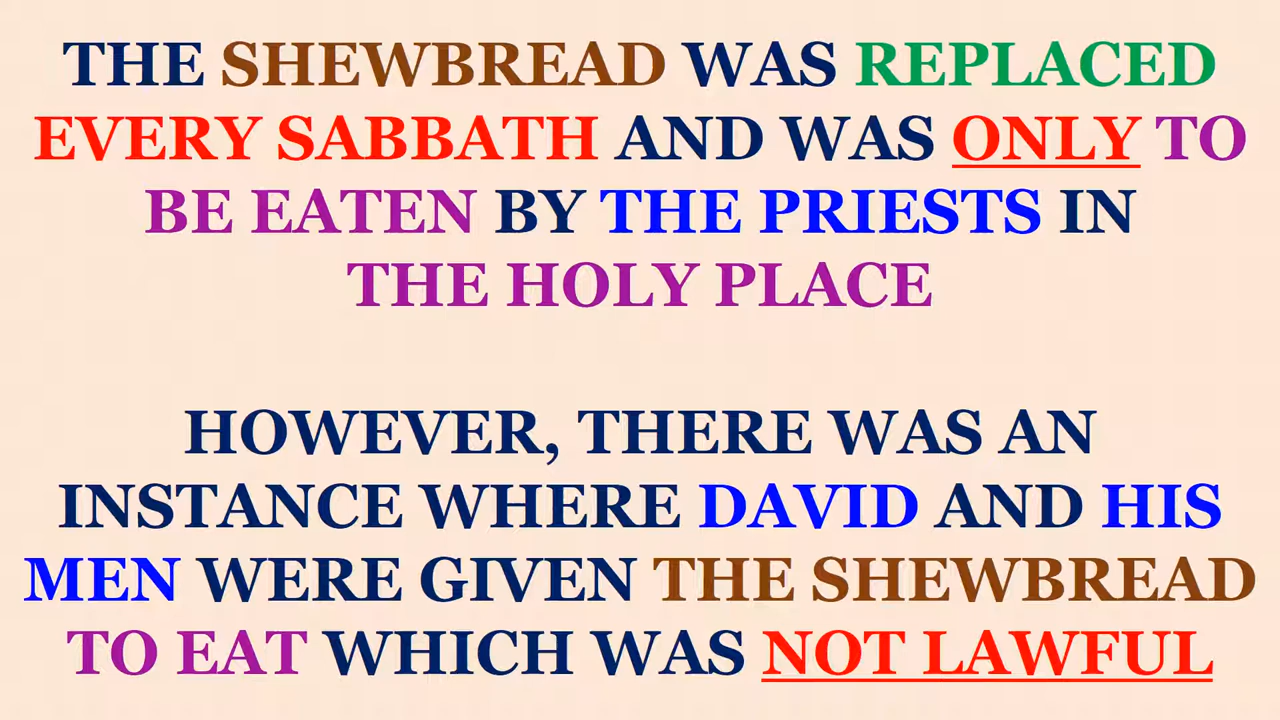 THE SHEWBREAD WAS REPLACED
EVERY SABBATH AND WAS ONLY TO
BE EATEN BY THE PRIESTS IN
THE HOLY PLACE
HOWEVER, THERE WAS AN
INSTANCE WHERE DAVID AND HIS
MEN WERE GIVEN THE SHEWBREAD
TO EAT WHICH WAS NOT LAWFUL